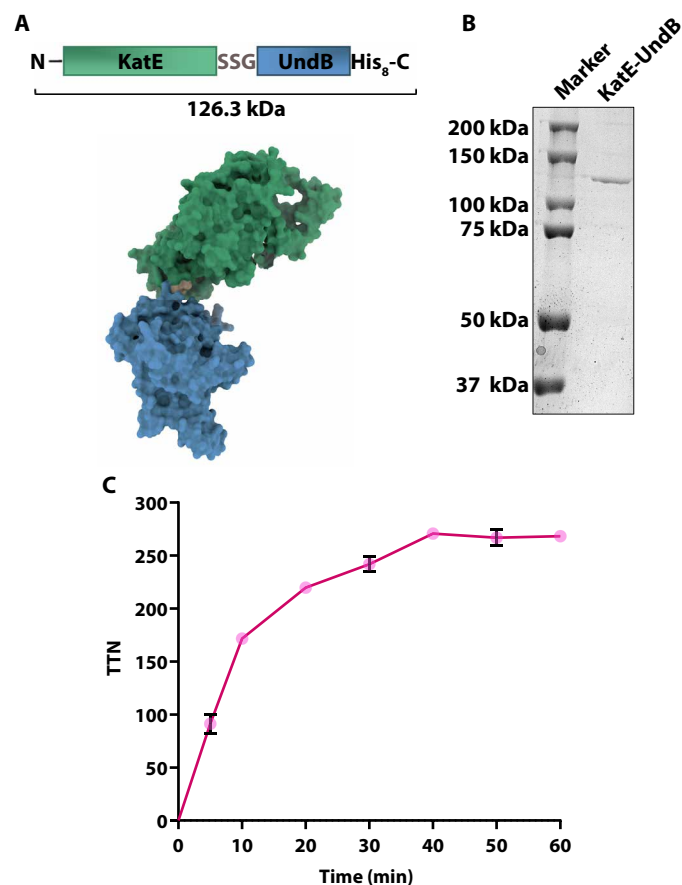 A
N
KatE
SSG
UndB
His₈-C
126.3 kDa
B
Marker
KatE-UndB
200 kDa
150 kDa
100 kDa
75 kDa
50 kDa
37 kDa
C
300
250
200
150
100
50
0
TTN
0 10 20 30 40 50 60
Time (min)